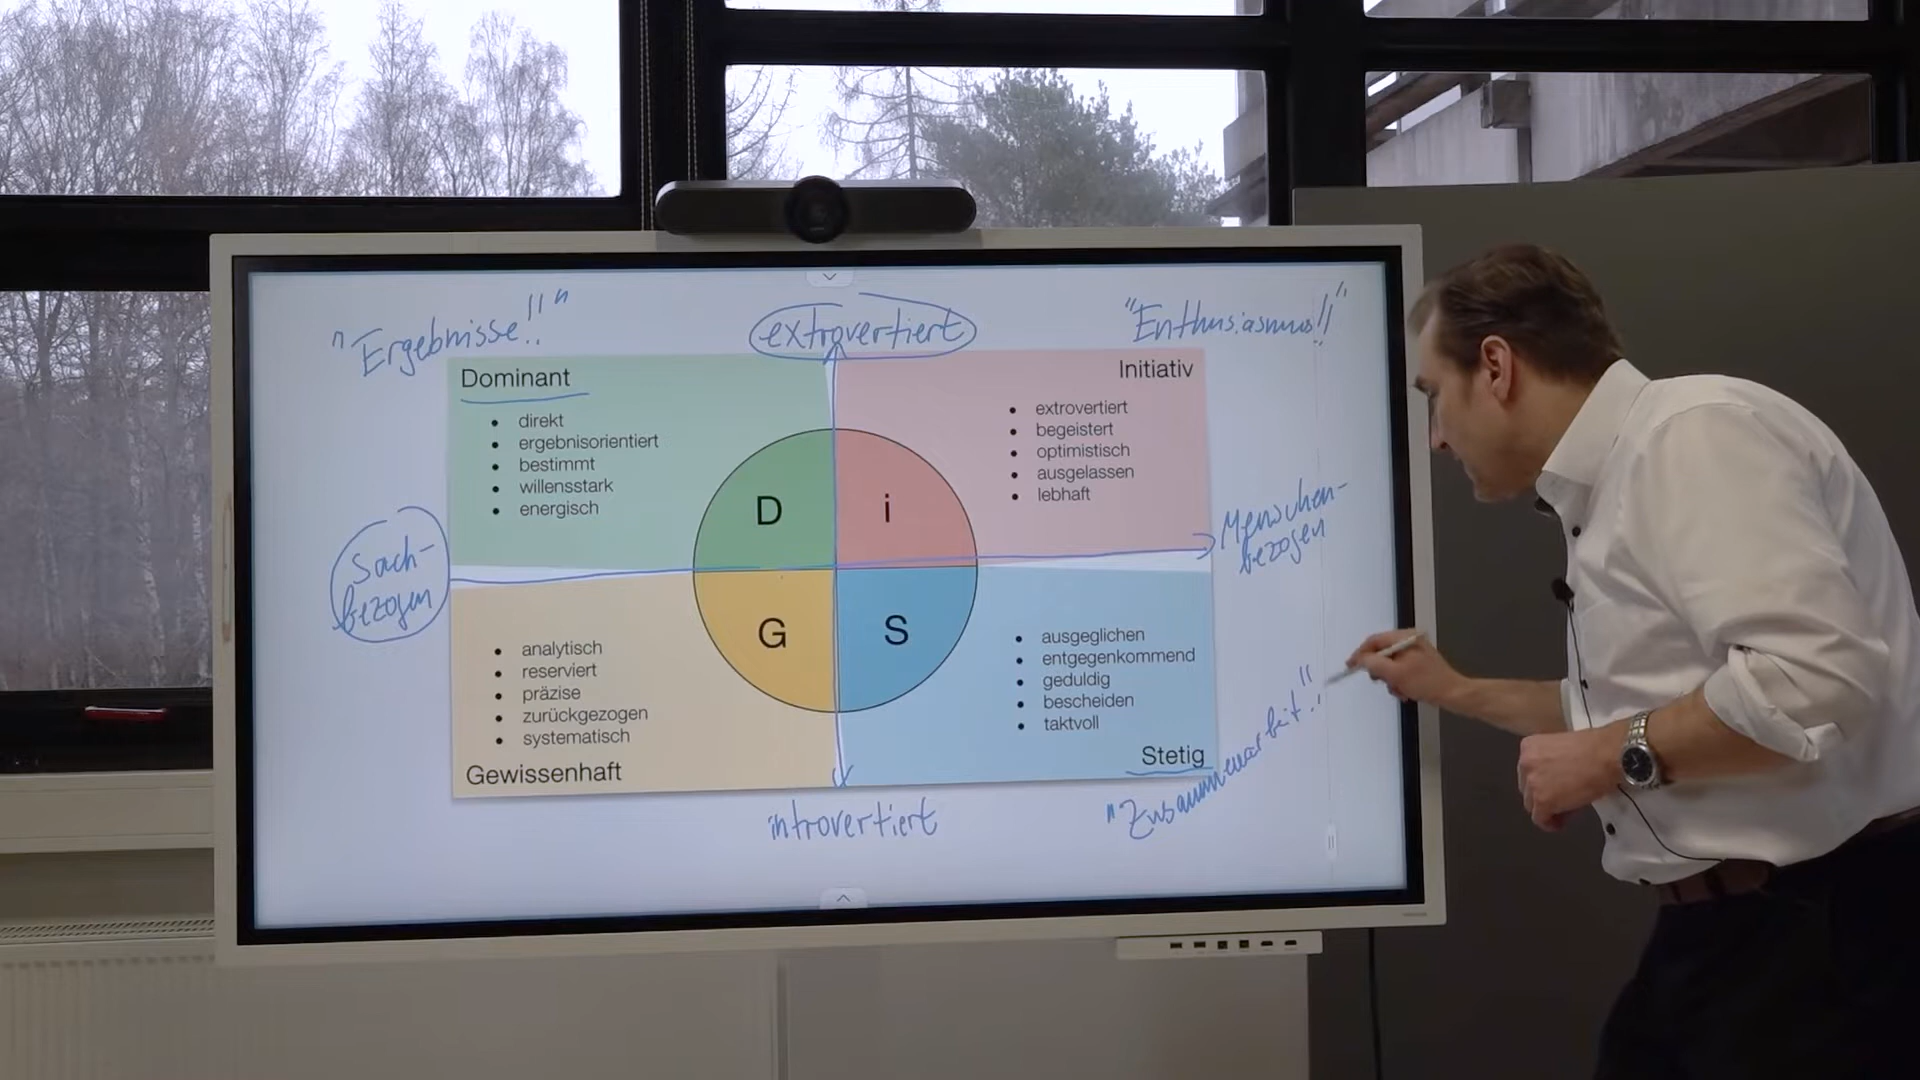 "Ergebnisse!!"
extrovertiert
"Enthusiasmus!!"
Dominant
• direkt
• ergebnisorientiert
• bestimmt
• willensstark
• energisch
Initiativ
• extrovertiert
• begeistert
• optimistisch
• ausgelassen
• lebhaft
D
i
Sach-
bezogen
Menschen-
bezogen
G
S
• analytisch
• reserviert
• präzise
• zurückgezogen
• systematisch
Gewissenhaft
• ausgeglichen
• entgegenkommend
• geduldig
• bescheiden
• taktvoll
Stetig
introvertiert
"Zusammenarbeit!!